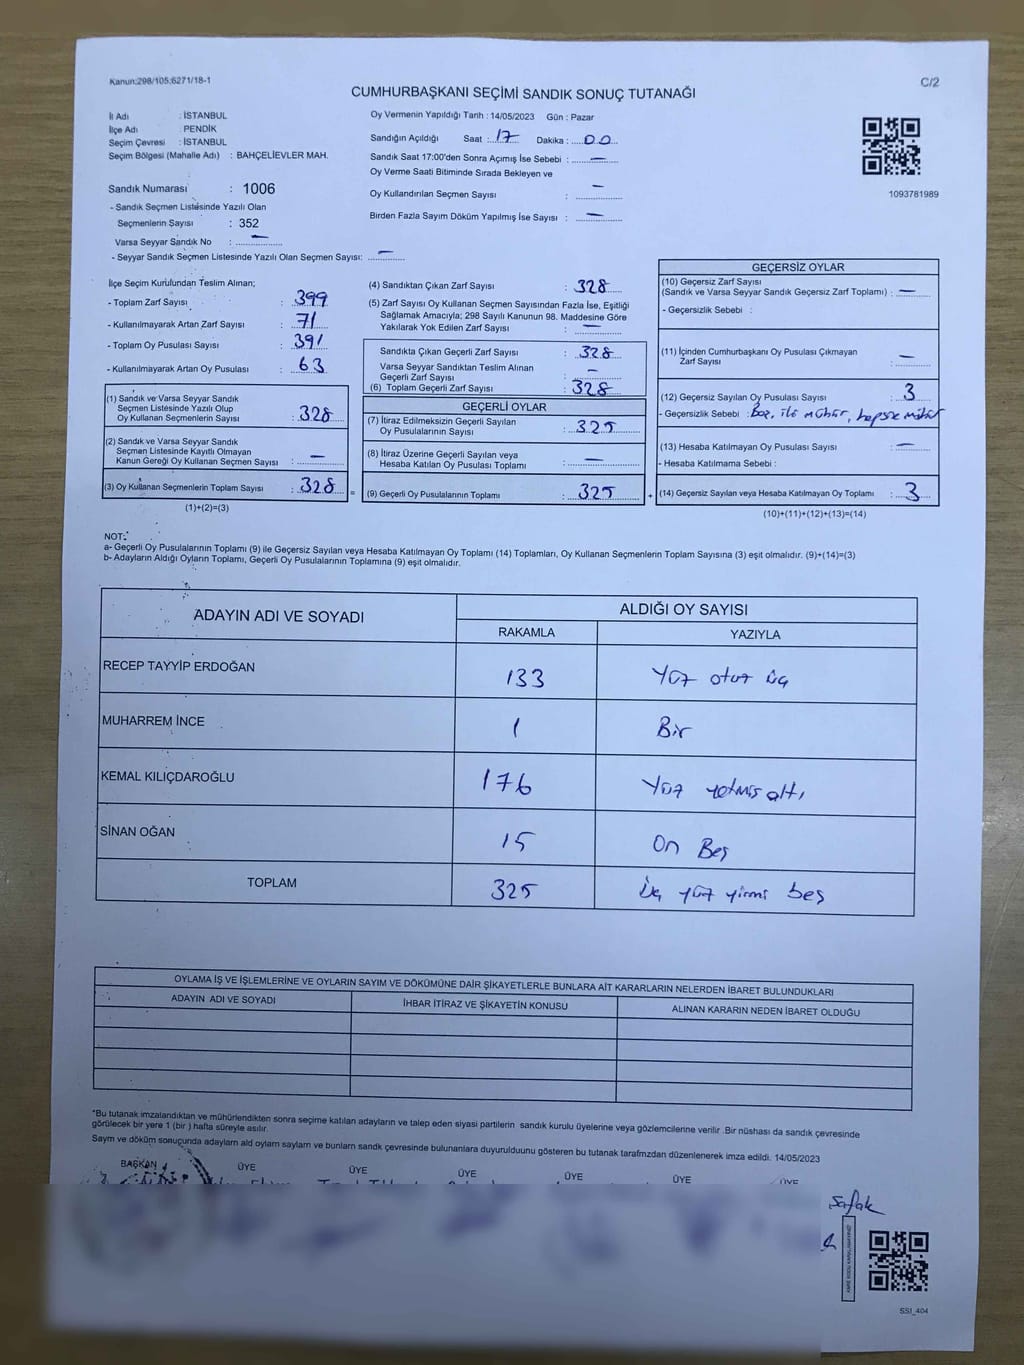 Kanun:298/105;6271/18-1
C/2
CUMHURBAŞKANI SEÇİMİ SANDIK SONUÇ TUTANAĞI
İl Adı : İSTANBUL
İlçe Adı : PENDİK
Seçim Çevresi : İSTANBUL
Seçim Bölgesi (Mahalle Adı) : BAHÇELİEVLER MAH.
Oy Vermenin Yapıldığı Tarih : 14/05/2023 Gün : Pazar
Sandığın Açıldığı Saat : 17 Dakika : 00
Sandık Saat 17:00'den Sonra Açımış İse Sebebi : —
Oy Verme Saati Bitiminde Sırada Bekleyen ve
Oy Kullandırılan Seçmen Sayısı : —
Birden Fazla Sayım Döküm Yapılmış İse Sayısı : —
1093781989
Sandık Numarası : 1006
- Sandık Seçmen Listesinde Yazılı Olan
Seçmenlerin Sayısı : 352
Varsa Seyyar Sandık No : —
- Seyyar Sandık Seçmen Listesinde Yazılı Olan Seçmen Sayısı: —
İlçe Seçim Kurulundan Teslim Alınan;
- Toplam Zarf Sayısı : 399
- Kullanılmayarak Artan Zarf Sayısı : 71
- Toplam Oy Pusulası Sayısı : 391
- Kullanılmayarak Artan Oy Pusulası : 63
(1) Sandık ve Varsa Seyyar Sandık
Seçmen Listesinde Yazılı Olup
Oy Kullanan Seçmenlerin Sayısı : 328
(2) Sandık ve Varsa Seyyar Sandık
Seçmen Listesinde Kayıtlı Olmayan
Kanun Gereği Oy Kullanan Seçmen Sayısı : —
(3) Oy Kullanan Seçmenlerin Toplam Sayısı : 328 =
(1)+(2)=(3)
(4) Sandıktan Çıkan Zarf Sayısı : 328
(5) Zarf Sayısı Oy Kullanan Seçmen Sayısından Fazla İse, Eşitliği
Sağlamak Amacıyla; 298 Sayılı Kanunun 98. Maddesine Göre
Yakılarak Yok Edilen Zarf Sayısı : —
Sandıkta Çıkan Geçerli Zarf Sayısı : 328
Varsa Seyyar Sandıktan Teslim Alınan
Geçerli Zarf Sayısı : —
(6) Toplam Geçerli Zarf Sayısı : 328
GEÇERLİ OYLAR
(7) İtiraz Edilmeksizin Geçerli Sayılan
Oy Pusulalarının Sayısı : 325
(8) İtiraz Üzerine Geçerli Sayılan veya
Hesaba Katılan Oy Pusulası Toplamı : —
(9) Geçerli Oy Pusulalarının Toplamı : 325 +
GEÇERSİZ OYLAR
(10) Geçersiz Zarf Sayısı
(Sandık ve Varsa Seyyar Sandık Geçersiz Zarf Toplamı) : —
- Geçersizlik Sebebi :
(11) İçinden Cumhurbaşkanı Oy Pusulası Çıkmayan
Zarf Sayısı : —
(12) Geçersiz Sayılan Oy Pusulası Sayısı : 3
- Geçersizlik Sebebi : Boş, iki mühür, hepsine mühür
(13) Hesaba Katılmayan Oy Pusulası Sayısı : —
- Hesaba Katılmama Sebebi :
(14) Geçersiz Sayılan veya Hesaba Katılmayan Oy Toplamı : 3
(10)+(11)+(12)+(13)=(14)
NOT:
a- Geçerli Oy Pusulalarının Toplamı (9) ile Geçersiz Sayılan veya Hesaba Katılmayan Oy Toplamı (14) Toplamları, Oy Kullanan Seçmenlerin Toplam Sayısına (3) eşit olmalıdır. (9)+(14)=(3)
b- Adayların Aldığı Oyların Toplamı, Geçerli Oy Pusulalarının Toplamına (9) eşit olmalıdır.
ADAYIN ADI VE SOYADI
ALDIĞI OY SAYISI
RAKAMLA YAZIYLA
RECEP TAYYİP ERDOĞAN 133 Yüz otuz üç
MUHARREM İNCE 1 Bir
KEMAL KILIÇDAROĞLU 176 Yüz yetmiş altı
SİNAN OĞAN 15 On Beş
TOPLAM 325 Üç yüz yirmi beş
OYLAMA İŞ VE İŞLEMLERİNE VE OYLARIN SAYIM VE DÖKÜMÜNE DAİR ŞİKAYETLERLE BUNLARA AİT KARARLARIN NELERDEN İBARET BULUNDUKLARI
ADAYIN ADI VE SOYADI İHBAR İTİRAZ VE ŞİKAYETİN KONUSU ALINAN KARARIN NEDEN İBARET OLDUĞU
*Bu tutanak imzalandıktan ve mühürlendikten sonra seçime katılan adayların ve talep eden siyasi partilerin sandık kurulu üyelerine veya gözlemcilerine verilir .Bir nüshası da sandık çevresinde
görülecek bir yere 1 (bir ) hafta süreyle asılır.
Sayım ve döküm sonuçunda adayların ald oyların sayların ve bunların sandk çevresinde bulunanlara duyurulduunu gösteren bu tutanak tarafmzdan düzenlenerek imza edildi. 14/05/2023
BAŞKAN ÜYE ÜYE ÜYE ÜYE ÜYE ÜYE
şafak
SSI_404